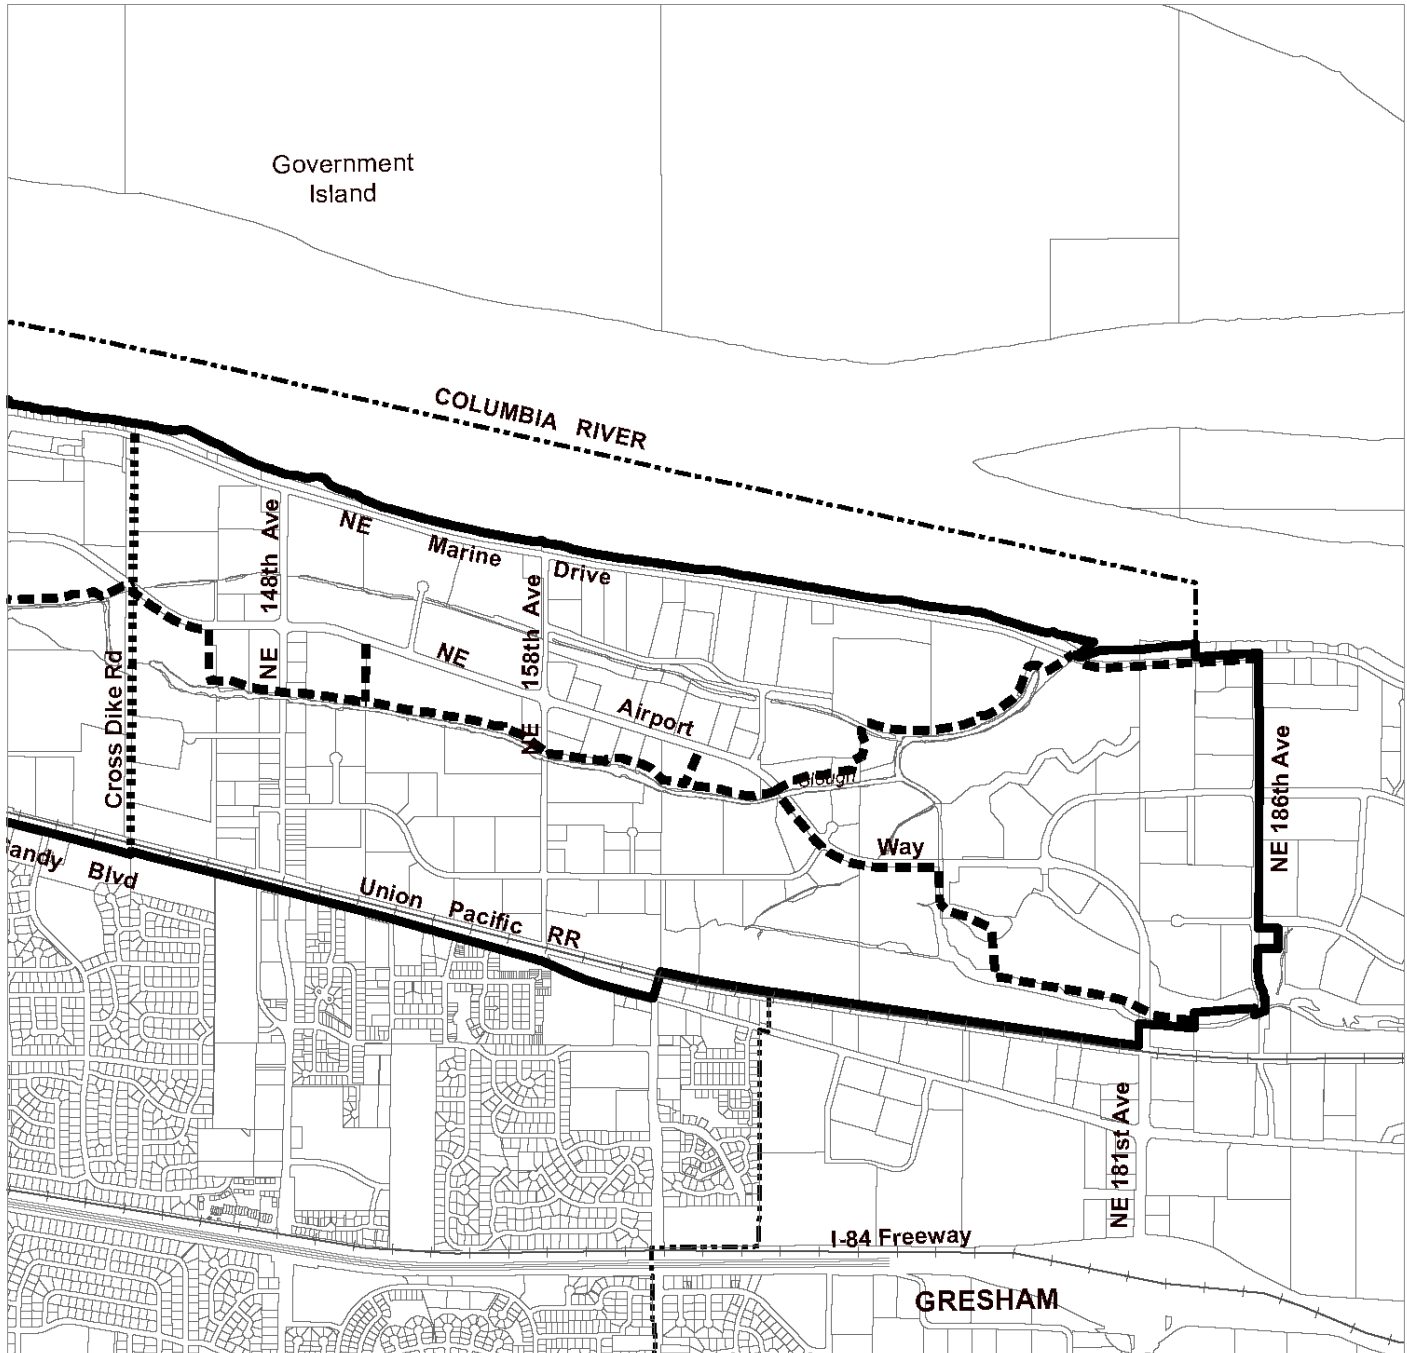 Government
Island
COLUMBIA RIVER
NE Marine Drive
NE 148th Ave
NE 158th Ave
NE Airport Way
Cross Dike Rd
Slough
NE 186th Ave
andy Blvd
Union Pacific RR
NE 181st Ave
I-84 Freeway
GRESHAM